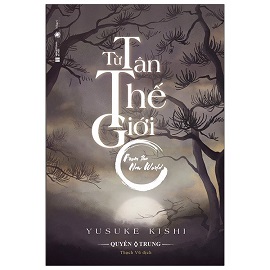 Từ Tân
Thế
Giới
From the
New World
YUSUKE KISHI
QUYỂN TRUNG
Thạch Vũ dịch